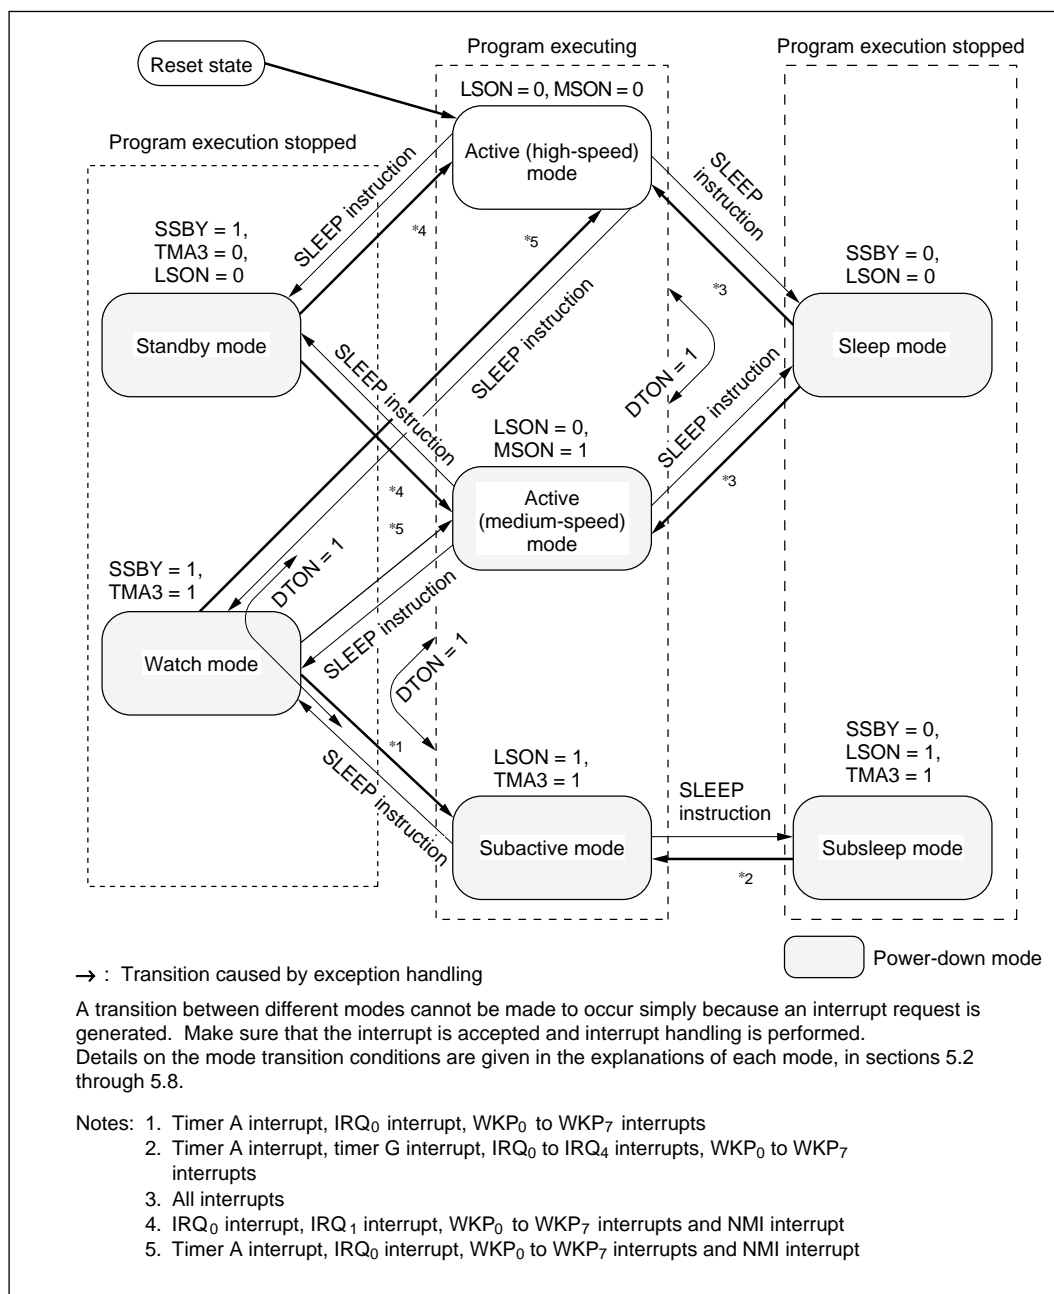 Program executing
Program execution stopped
Reset state
LSON = 0, MSON = 0
Program execution stopped
Active (high-speed)
mode
SLEEP instruction
SLEEP
instruction
*4
*5
SSBY = 1,
TMA3 = 0,
LSON = 0
SSBY = 0,
LSON = 0
*3
Standby mode
SLEEP instruction
SLEEP instruction
DTON = 1
SLEEP instruction
Sleep mode
LSON = 0,
MSON = 1
*4
*5
Active
(medium-speed)
mode
*3
SSBY = 1,
TMA3 = 1
DTON = 1
SLEEP instruction
Watch mode
DTON = 1
*1
SLEEP instruction
LSON = 1,
TMA3 = 1
SSBY = 0,
LSON = 1,
TMA3 = 1
SLEEP
instruction
Subactive mode
Subsleep mode
*2
Power-down mode
→ : Transition caused by exception handling
A transition between different modes cannot be made to occur simply because an interrupt request is
generated. Make sure that the interrupt is accepted and interrupt handling is performed.
Details on the mode transition conditions are given in the explanations of each mode, in sections 5.2
through 5.8.
Notes: 1. Timer A interrupt, IRQ0 interrupt, WKP0 to WKP7 interrupts
2. Timer A interrupt, timer G interrupt, IRQ0 to IRQ4 interrupts, WKP0 to WKP7
interrupts
3. All interrupts
4. IRQ0 interrupt, IRQ1 interrupt, WKP0 to WKP7 interrupts and NMI interrupt
5. Timer A interrupt, IRQ0 interrupt, WKP0 to WKP7 interrupts and NMI interrupt